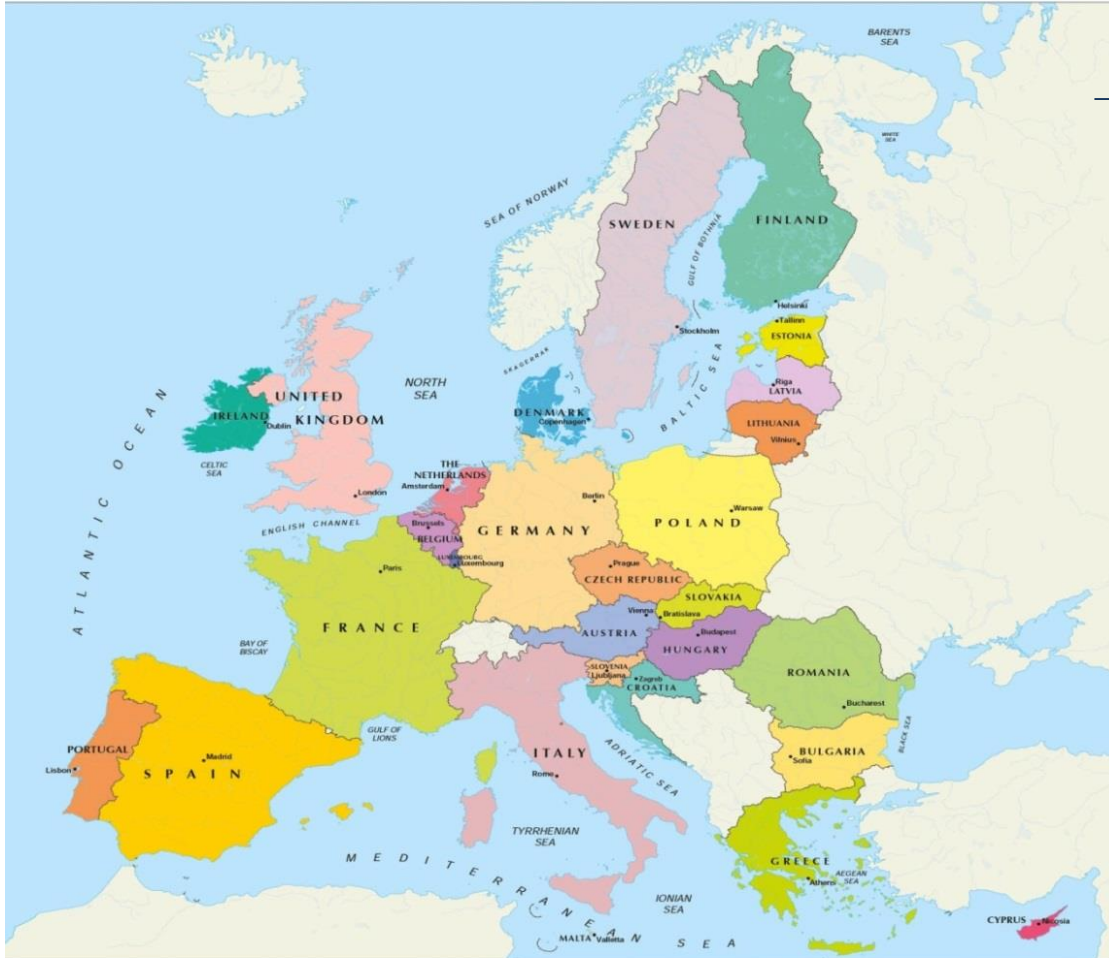 BARENTS
SEA
WHITE
SEA
SEA OF NORWAY
SWEDEN
FINLAND
GULF OF BOTHNIA
Helsinki
Tallinn
ESTONIA
Stockholm
SKAGERRAK
BALTIC SEA
Riga
LATVIA
NORTH
SEA
DENMARK
Copenhagen
LITHUANIA
Vilnius
UNITED
KINGDOM
IRELAND
Dublin
CELTIC
SEA
London
ATLANTIC OCEAN
ENGLISH CHANNEL
THE
NETHERLANDS
Amsterdam
Brussels
BELGIUM
LUXEMBOURG
Luxembourg
Berlin
GERMANY
Warsaw
POLAND
Paris
FRANCE
Prague
CZECH REPUBLIC
SLOVAKIA
Bratislava
Vienna
AUSTRIA
Budapest
HUNGARY
BAY OF
BISCAY
SLOVENIA
Ljubljana
Zagreb
CROATIA
ROMANIA
Bucharest
BLACK SEA
BULGARIA
Sofia
GULF OF
LIONS
PORTUGAL
Lisbon
Madrid
SPAIN
ITALY
Rome
ADRIATIC SEA
TYRRHENIAN
SEA
MEDITERRANEAN SEA
IONIAN
SEA
GREECE
Athens
AEGEAN
SEA
MALTA
Valletta
CYPRUS
Nicosia